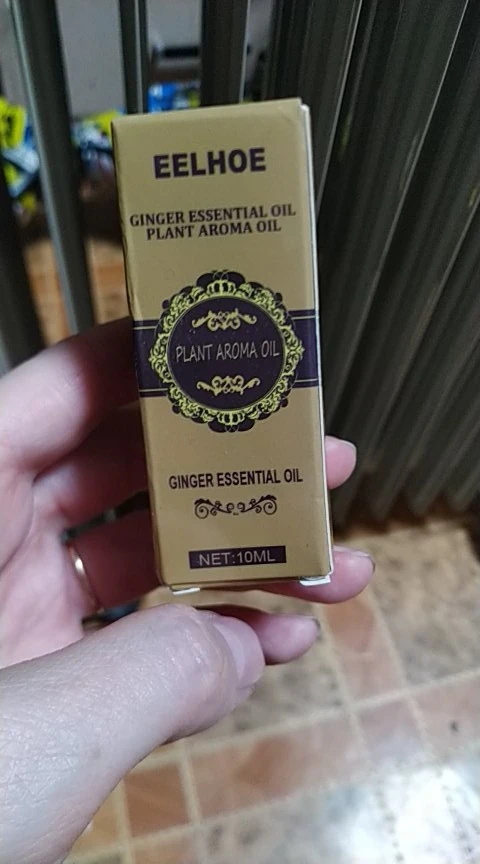 EELHOE
GINGER ESSENTIAL OIL
PLANT AROMA OIL
PLANT AROMA OIL
GINGER ESSENTIAL OIL
NET:10ML